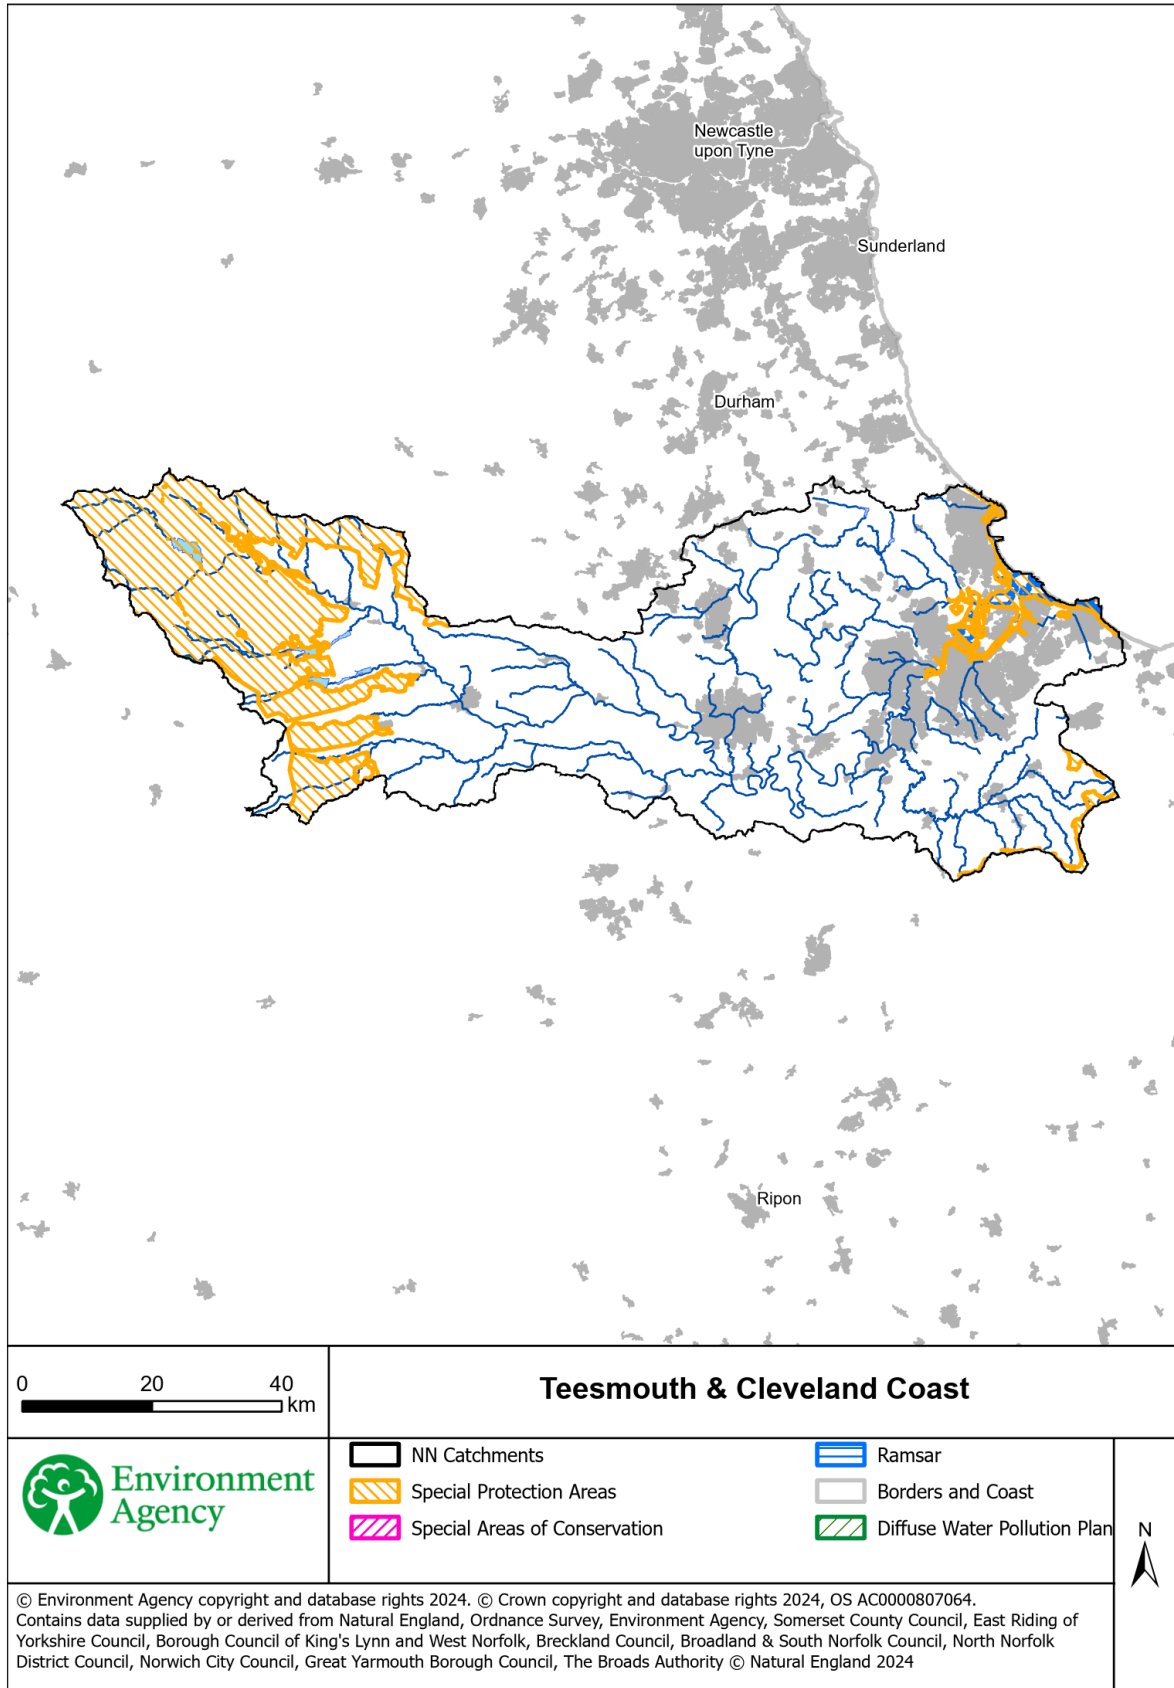 Newcastle
upon Tyne
Sunderland
Durham
Ripon
0 20 40
km
Teesmouth & Cleveland Coast
Environment
Agency
NN Catchments
Special Protection Areas
Special Areas of Conservation
Ramsar
Borders and Coast
Diffuse Water Pollution Plan
N
© Environment Agency copyright and database rights 2024. © Crown copyright and database rights 2024, OS AC0000807064.
Contains data supplied by or derived from Natural England, Ordnance Survey, Environment Agency, Somerset County Council, East Riding of
Yorkshire Council, Borough Council of King's Lynn and West Norfolk, Breckland Council, Broadland & South Norfolk Council, North Norfolk
District Council, Norwich City Council, Great Yarmouth Borough Council, The Broads Authority © Natural England 2024